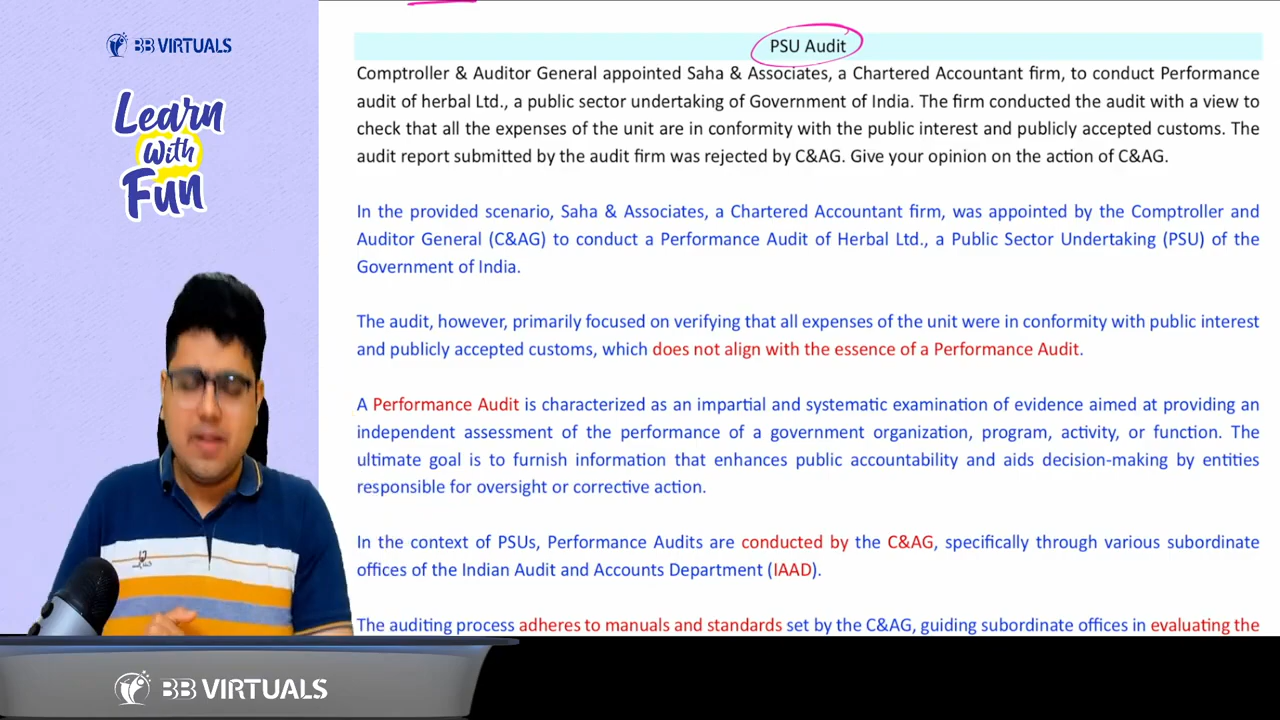 BB VIRTUALS
Learn
With
Fun
PSU Audit
Comptroller & Auditor General appointed Saha & Associates, a Chartered Accountant firm, to conduct Performance
audit of herbal Ltd., a public sector undertaking of Government of India. The firm conducted the audit with a view to
check that all the expenses of the unit are in conformity with the public interest and publicly accepted customs. The
audit report submitted by the audit firm was rejected by C&AG. Give your opinion on the action of C&AG.
In the provided scenario, Saha & Associates, a Chartered Accountant firm, was appointed by the Comptroller and
Auditor General (C&AG) to conduct a Performance Audit of Herbal Ltd., a Public Sector Undertaking (PSU) of the
Government of India.
The audit, however, primarily focused on verifying that all expenses of the unit were in conformity with public interest
and publicly accepted customs, which does not align with the essence of a Performance Audit.
A Performance Audit is characterized as an impartial and systematic examination of evidence aimed at providing an
independent assessment of the performance of a government organization, program, activity, or function. The
ultimate goal is to furnish information that enhances public accountability and aids decision-making by entities
responsible for oversight or corrective action.
In the context of PSUs, Performance Audits are conducted by the C&AG, specifically through various subordinate
offices of the Indian Audit and Accounts Department (IAAD).
The auditing process adheres to manuals and standards set by the C&AG, guiding subordinate offices in evaluating the
BB VIRTUALS